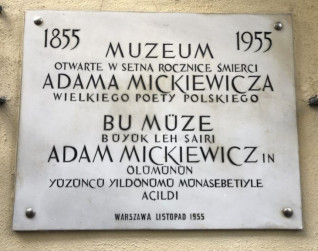 1855 1955
MUZEUM
OTWARTE W SETNĄ ROCZNICĘ ŚMIERCI
ADAMA MICKIEWICZA
WIELKIEGO POETY POLSKIEGO
BU MÜZE
BÜYÜK LEH SAIRI
ADAM MICKIEWICZ IN
ÖLÜMÜNÜN
YÜZÜNCÜ YILDÖNÜMÜ MÜNASEBETIYLE
AÇILDI
WARSZAWA LISTOPAD 1955